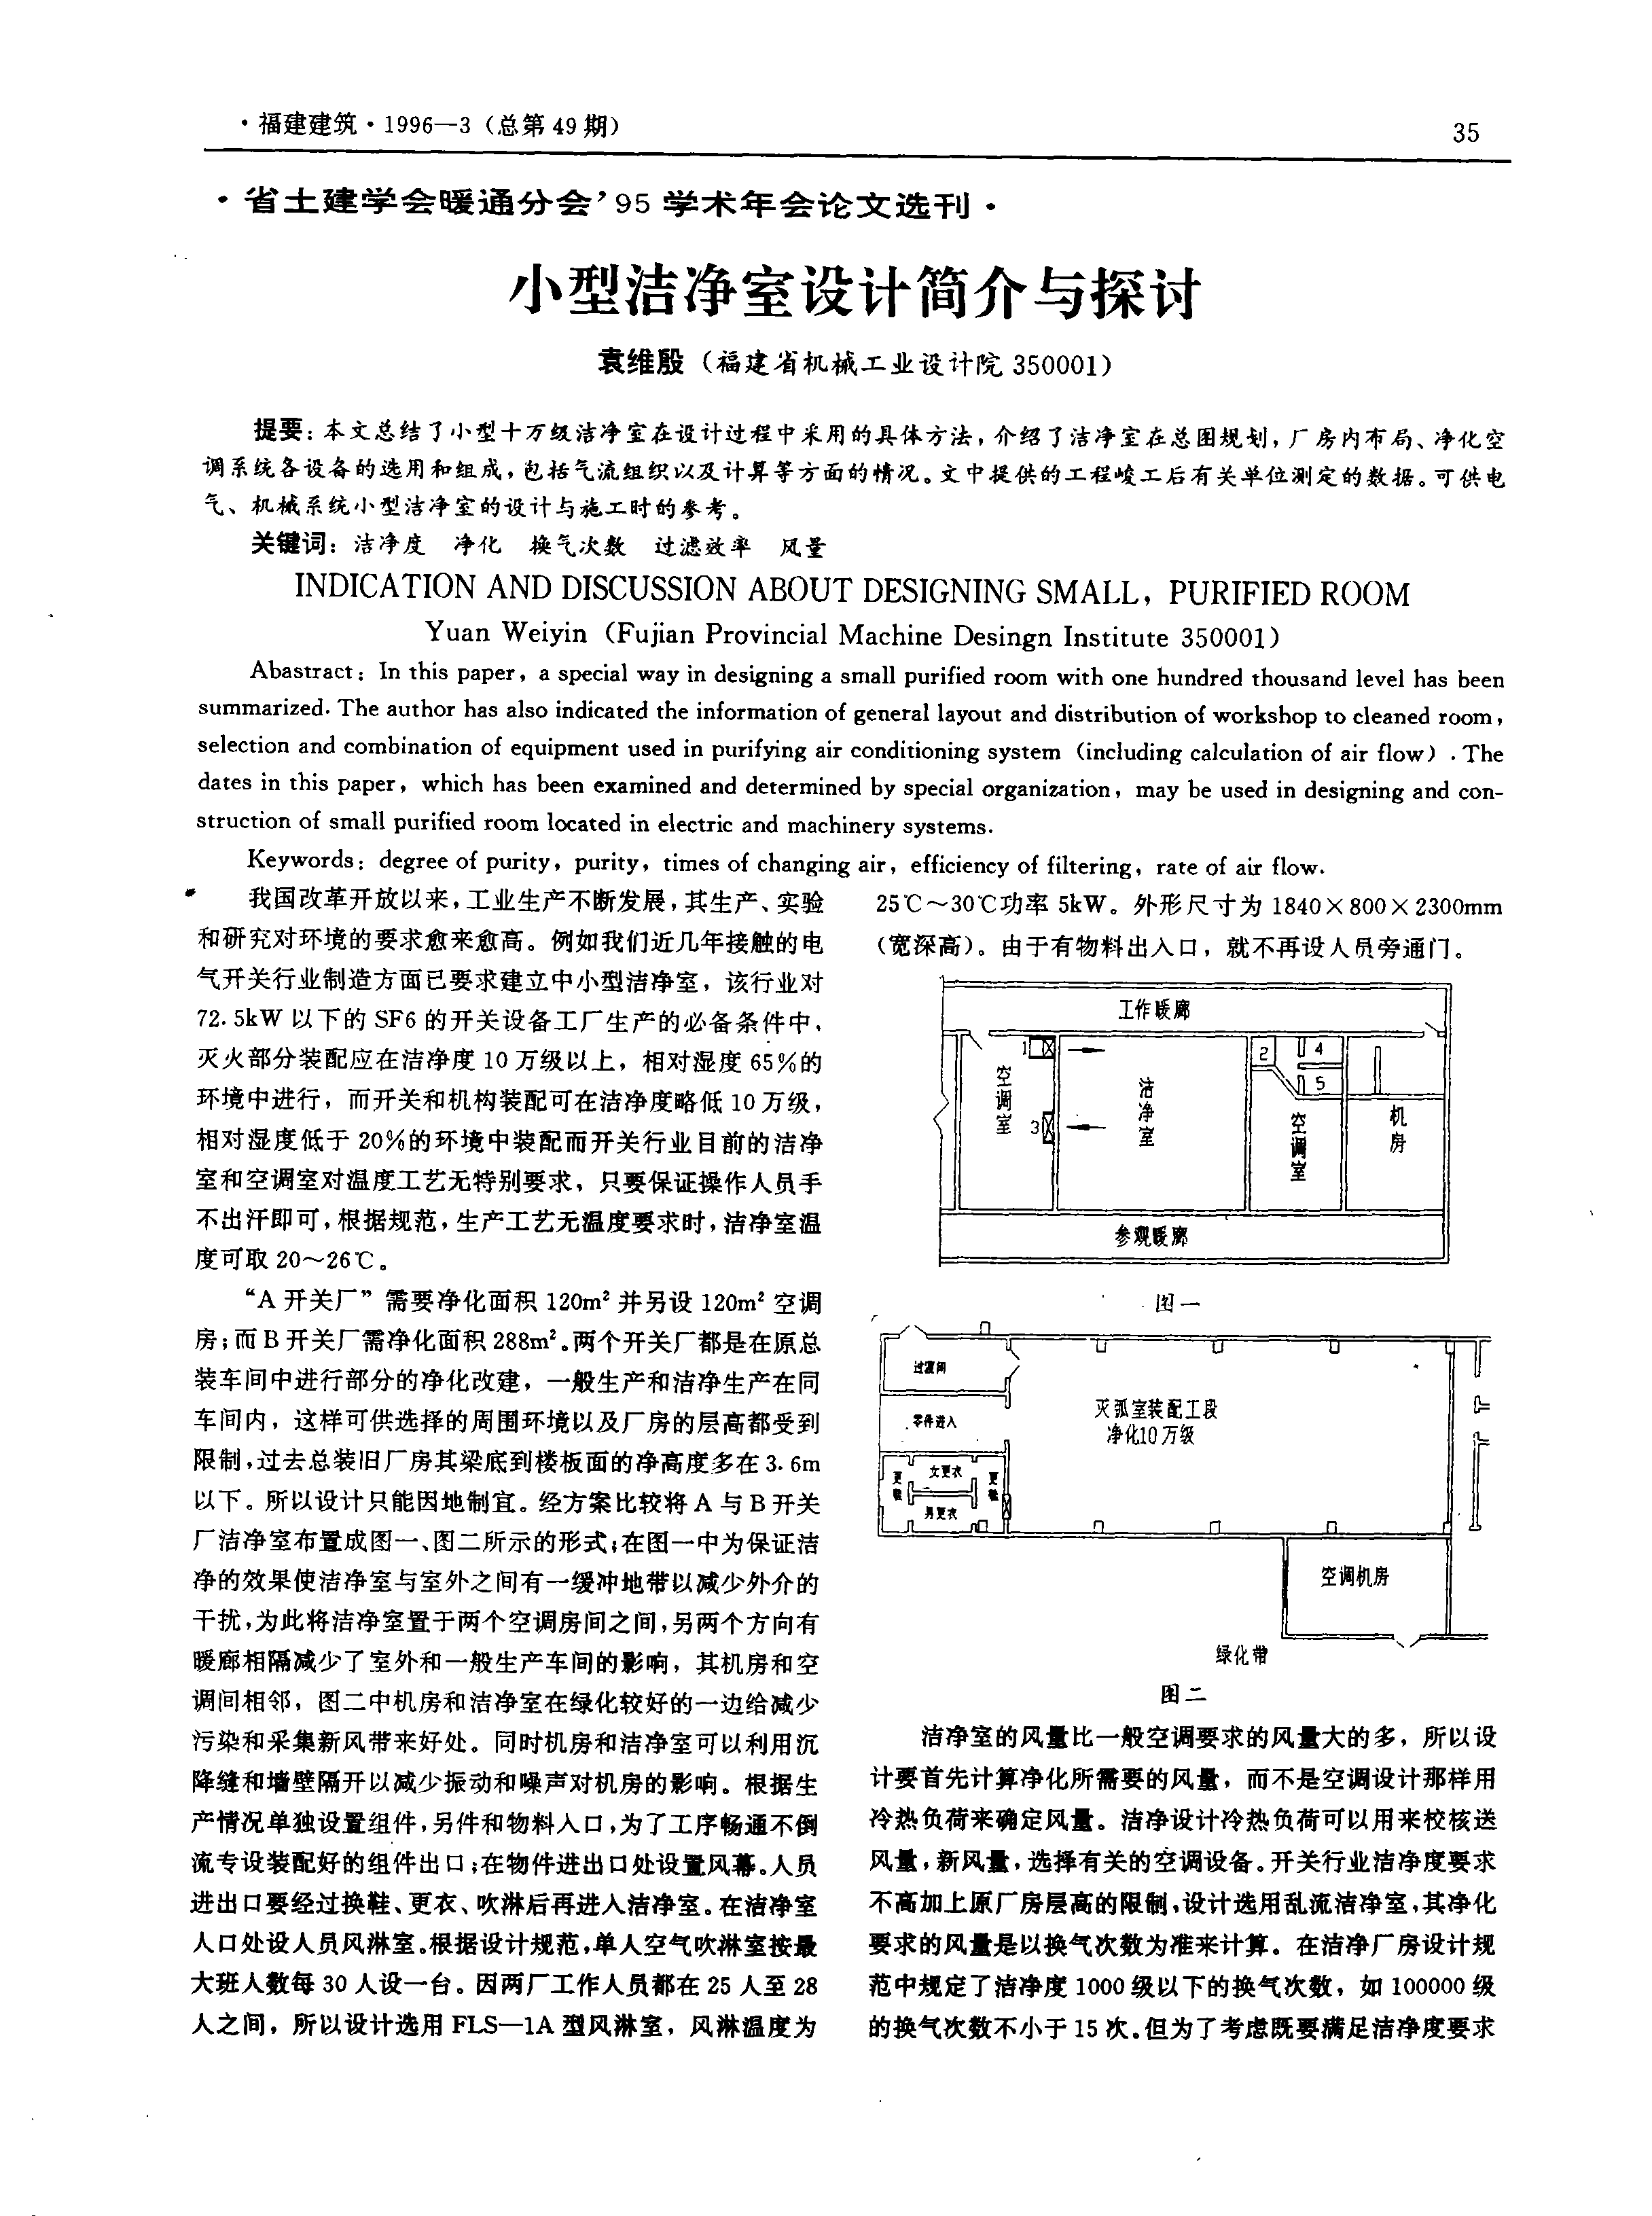 ·福建建筑·1996—3（总第49期）
35
·省土建学会暖通分会’95学术年会论文选刊·
小型洁净室设计简介与探讨
袁维殷（福建省机械工业设计院 350001）
提要：本文总结了小型十万级洁净室在设计过程中采用的具体方法，介绍了洁净室在总图规划，厂房内布局、净化空
调系统各设备的选用和组成，包括气流组织以及计算等方面的情况。文中提供的工程峻工后有关单位测定的数据。可供电
气、机械系统小型洁净室的设计与施工时的参考。
关键词：洁净度 净化 换气次数 过滤效率 风量
INDICATION AND DISCUSSION ABOUT DESIGNING SMALL，PURIFIED ROOM
Yuan Weiyin（Fujian Provincial Machine Desingn Institute 350001）
Abastract：In this paper，a special way in designing a small purified room with one hundred thousand level has been
summarized. The author has also indicated the information of general layout and distribution of workshop to cleaned room，
selection and combination of equipment used in purifying air conditioning system（including calculation of air flow）. The
dates in this paper，which has been examined and determined by special organization，may be used in designing and con-
struction of small purified room located in electric and machinery systems.
Keywords：degree of purity，purity，times of changing air，efficiency of filtering，rate of air flow.
我国改革开放以来，工业生产不断发展，其生产、实验
和研究对环境的要求愈来愈高。例如我们近几年接触的电
气开关行业制造方面已要求建立中小型洁净室，该行业对
72.5kW 以下的 SF6 的开关设备工厂生产的必备条件中，
灭火部分装配应在洁净度 10 万级以上，相对湿度 65%的
环境中进行，而开关和机构装配可在洁净度略低 10 万级，
相对湿度低于 20%的环境中装配而开关行业目前的洁净
室和空调室对温度工艺无特别要求，只要保证操作人员手
不出汗即可，根据规范，生产工艺无温度要求时，洁净室温
度可取 20～26℃。
“A 开关厂”需要净化面积 120m² 并另设 120m² 空调
房；而 B 开关厂需净化面积 288m²。两个开关厂都是在原总
装车间中进行部分的净化改建，一般生产和洁净生产在同
车间内，这样可供选择的周围环境以及厂房的层高都受到
限制，过去总装旧厂房其梁底到楼板面的净高度多在 3.6m
以下。所以设计只能因地制宜。经方案比较将 A 与 B 开关
厂洁净室布置成图一、图二所示的形式；在图一中为保证洁
净的效果使洁净室与室外之间有一缓冲地带以减少外介的
干扰，为此将洁净室置于两个空调房间之间，另两个方向有
暖廊相隔减少了室外和一般生产车间的影响，其机房和空
调间相邻，图二中机房和洁净室在绿化较好的一边给减少
污染和采集新风带来好处。同时机房和洁净室可以利用沉
降缝和墙壁隔开以减少振动和噪声对机房的影响。根据生
产情况单独设置组件，另件和物料入口，为了工序畅通不倒
流专设装配好的组件出口；在物件进出口处设置风幕。人员
进出口要经过换鞋、更衣、吹淋后再进入洁净室。在洁净室
人口处设人员风淋室。根据设计规范，单人空气吹淋室按最
大班人数每 30 人设一台。因两厂工作人员都在 25 人至 28
人之间，所以设计选用 FLS—1A 型风淋室，风淋温度为
25℃～30℃功率 5kW。外形尺寸为 1840×800×2300mm
（宽深高）。由于有物料出入口，就不再设人员旁通门。
工作暖廊
1
2
4
5
3
空调室
洁净室
空调室
机房
参观暖廊
图一
过渡间
零件进入
灭弧室装配工段
净化10万级
更鞋
女更衣
更鞋
男更衣
空调机房
绿化带
图二
洁净室的风量比一般空调要求的风量大的多，所以设
计要首先计算净化所需要的风量，而不是空调设计那样用
冷热负荷来确定风量。洁净设计冷热负荷可以用来校核送
风量，新风量，选择有关的空调设备。开关行业洁净度要求
不高加上原厂房层高的限制，设计选用乱流洁净室，其净化
要求的风量是以换气次数为准来计算。在洁净厂房设计规
范中规定了洁净度 1000 级以下的换气次数，如 100000 级
的换气次数不小于 15 次。但为了考虑既要满足洁净度要求